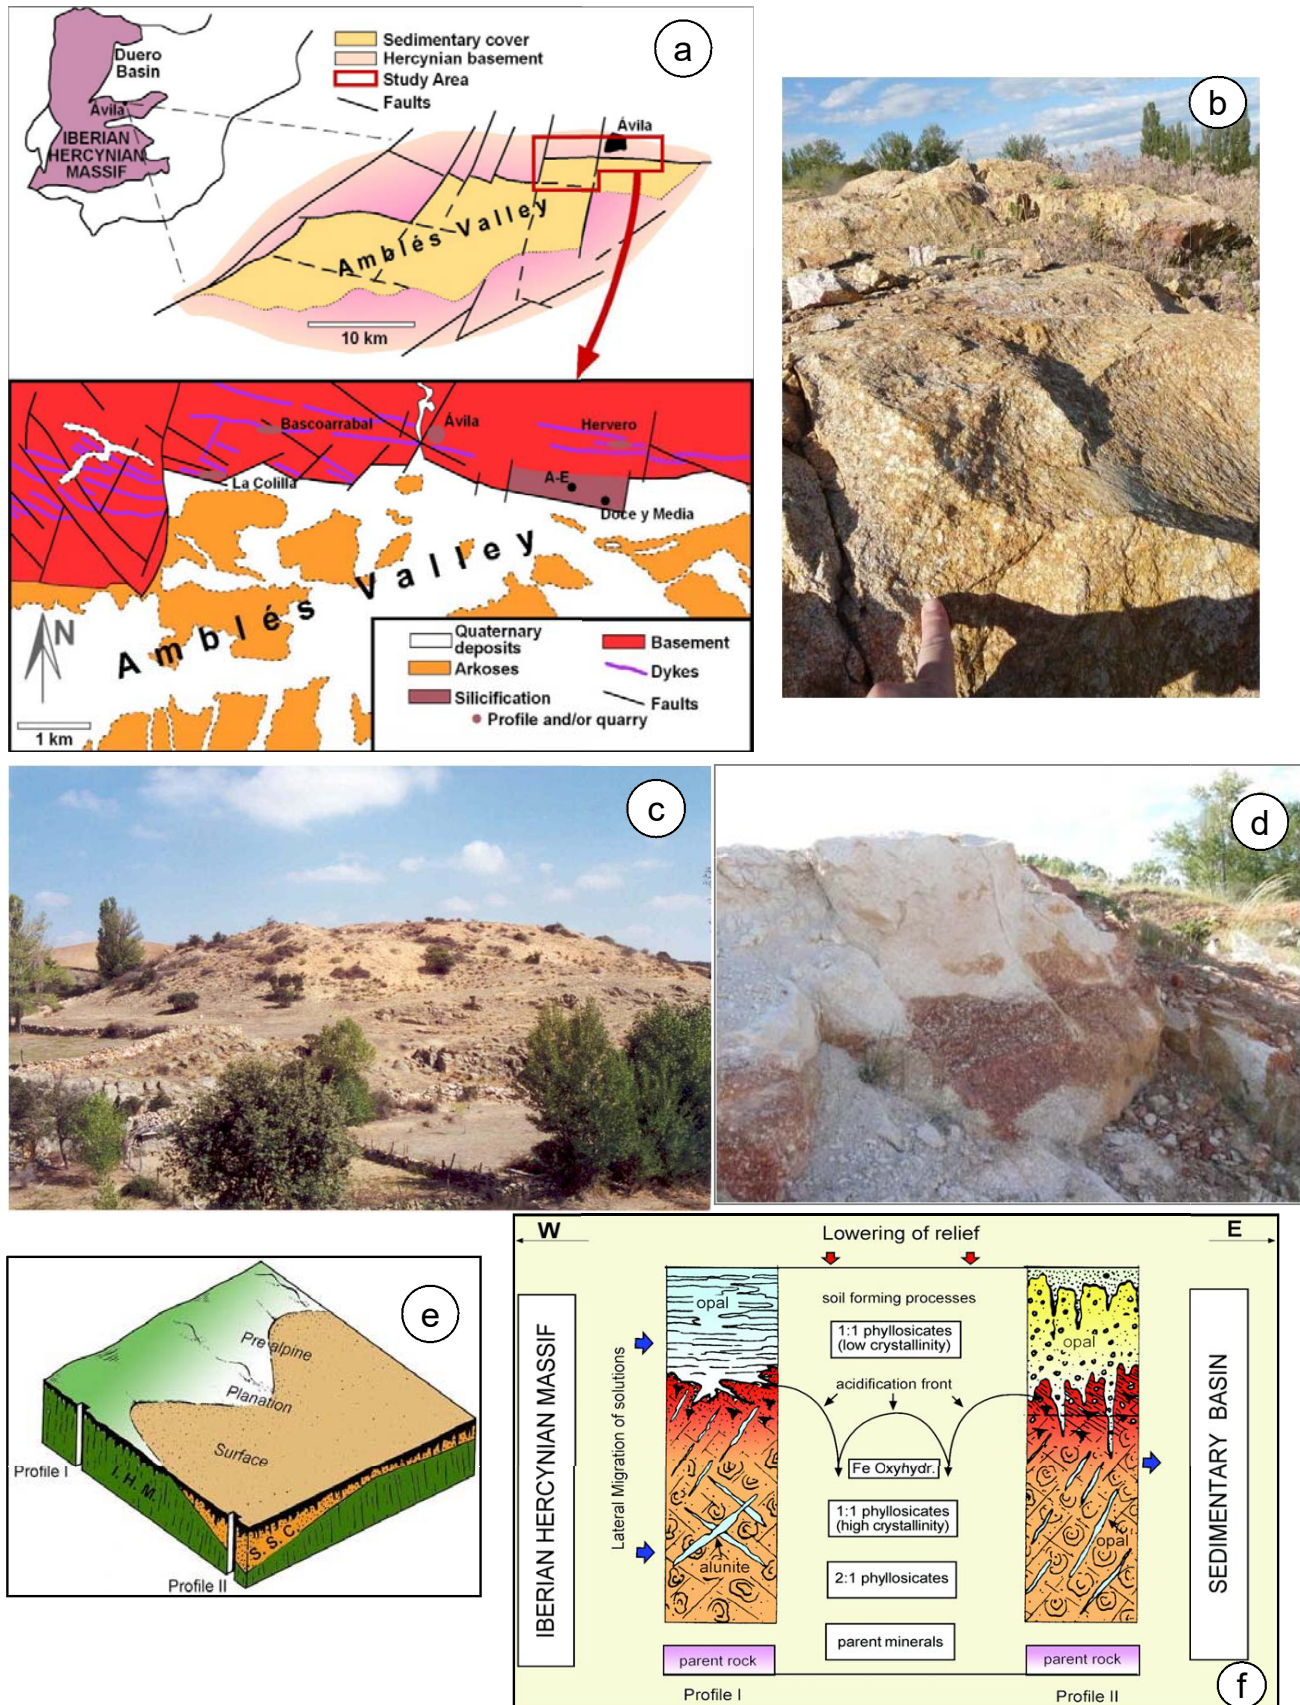 a
Duero
Basin
Ávila
IBERIAN
HERCYNIAN
MASSIF
Sedimentary cover
Hercynian basement
Study Area
Faults
Ávila
Amblés Valley
10 km
Bascoarrabal
Ávila
Hervero
La Colilla
A-E
Doce y Media
Amblés Valley
N
1 km
Quaternary
deposits
Arkoses
Silicification
Profile and/or quarry
Basement
Dykes
Faults
b
c
d
e
Pre alpine
Planation
Surface
Profile I
I. H. M.
S. S. C.
Profile II
W
Lowering of relief
E
IBERIAN HERCYNIAN MASSIF
Lateral Migration of solutions
opal
alunite
parent rock
Profile I
soil forming processes
1:1 phyllosicates
(low crystallinity)
acidification front
Fe Oxyhydr.
1:1 phyllosicates
(high crystallinity)
2:1 phyllosicates
parent minerals
opal
opal
parent rock
Profile II
SEDIMENTARY BASIN
f